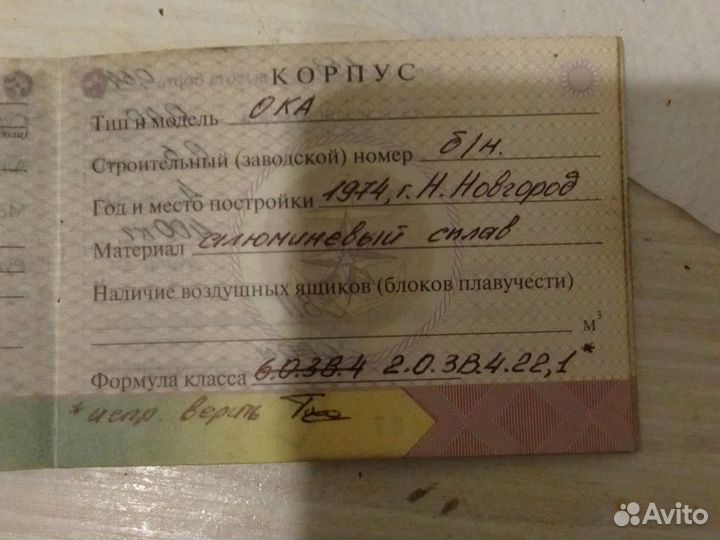 КОРПУС
Тип и модель ОКА
Строительный (заводской) номер б/н.
Год и место постройки 1974, г. Н. Новгород
Материал алюминевый сплав
Наличие воздушных ящиков (блоков плавучести)
м³
Формула класса 6.0.3В.4 2.0.3В.4.22,1*
* испр верить
Avito